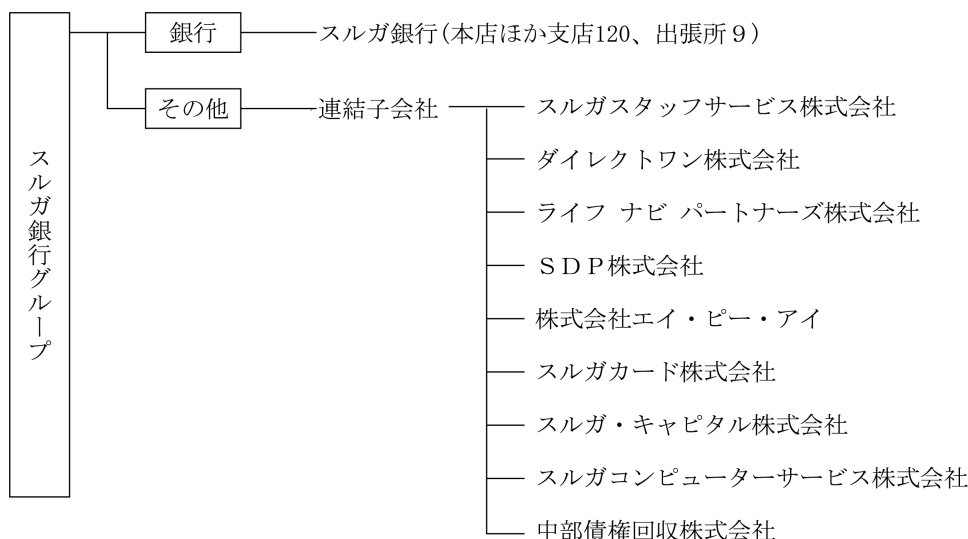 スルガ銀行グループ
銀行
スルガ銀行(本店ほか支店120、出張所９)
その他
連結子会社
スルガスタッフサービス株式会社
ダイレクトワン株式会社
ライフ ナビ パートナーズ株式会社
ＳＤＰ株式会社
株式会社エイ・ピー・アイ
スルガカード株式会社
スルガ・キャピタル株式会社
スルガコンピューターサービス株式会社
中部債権回収株式会社